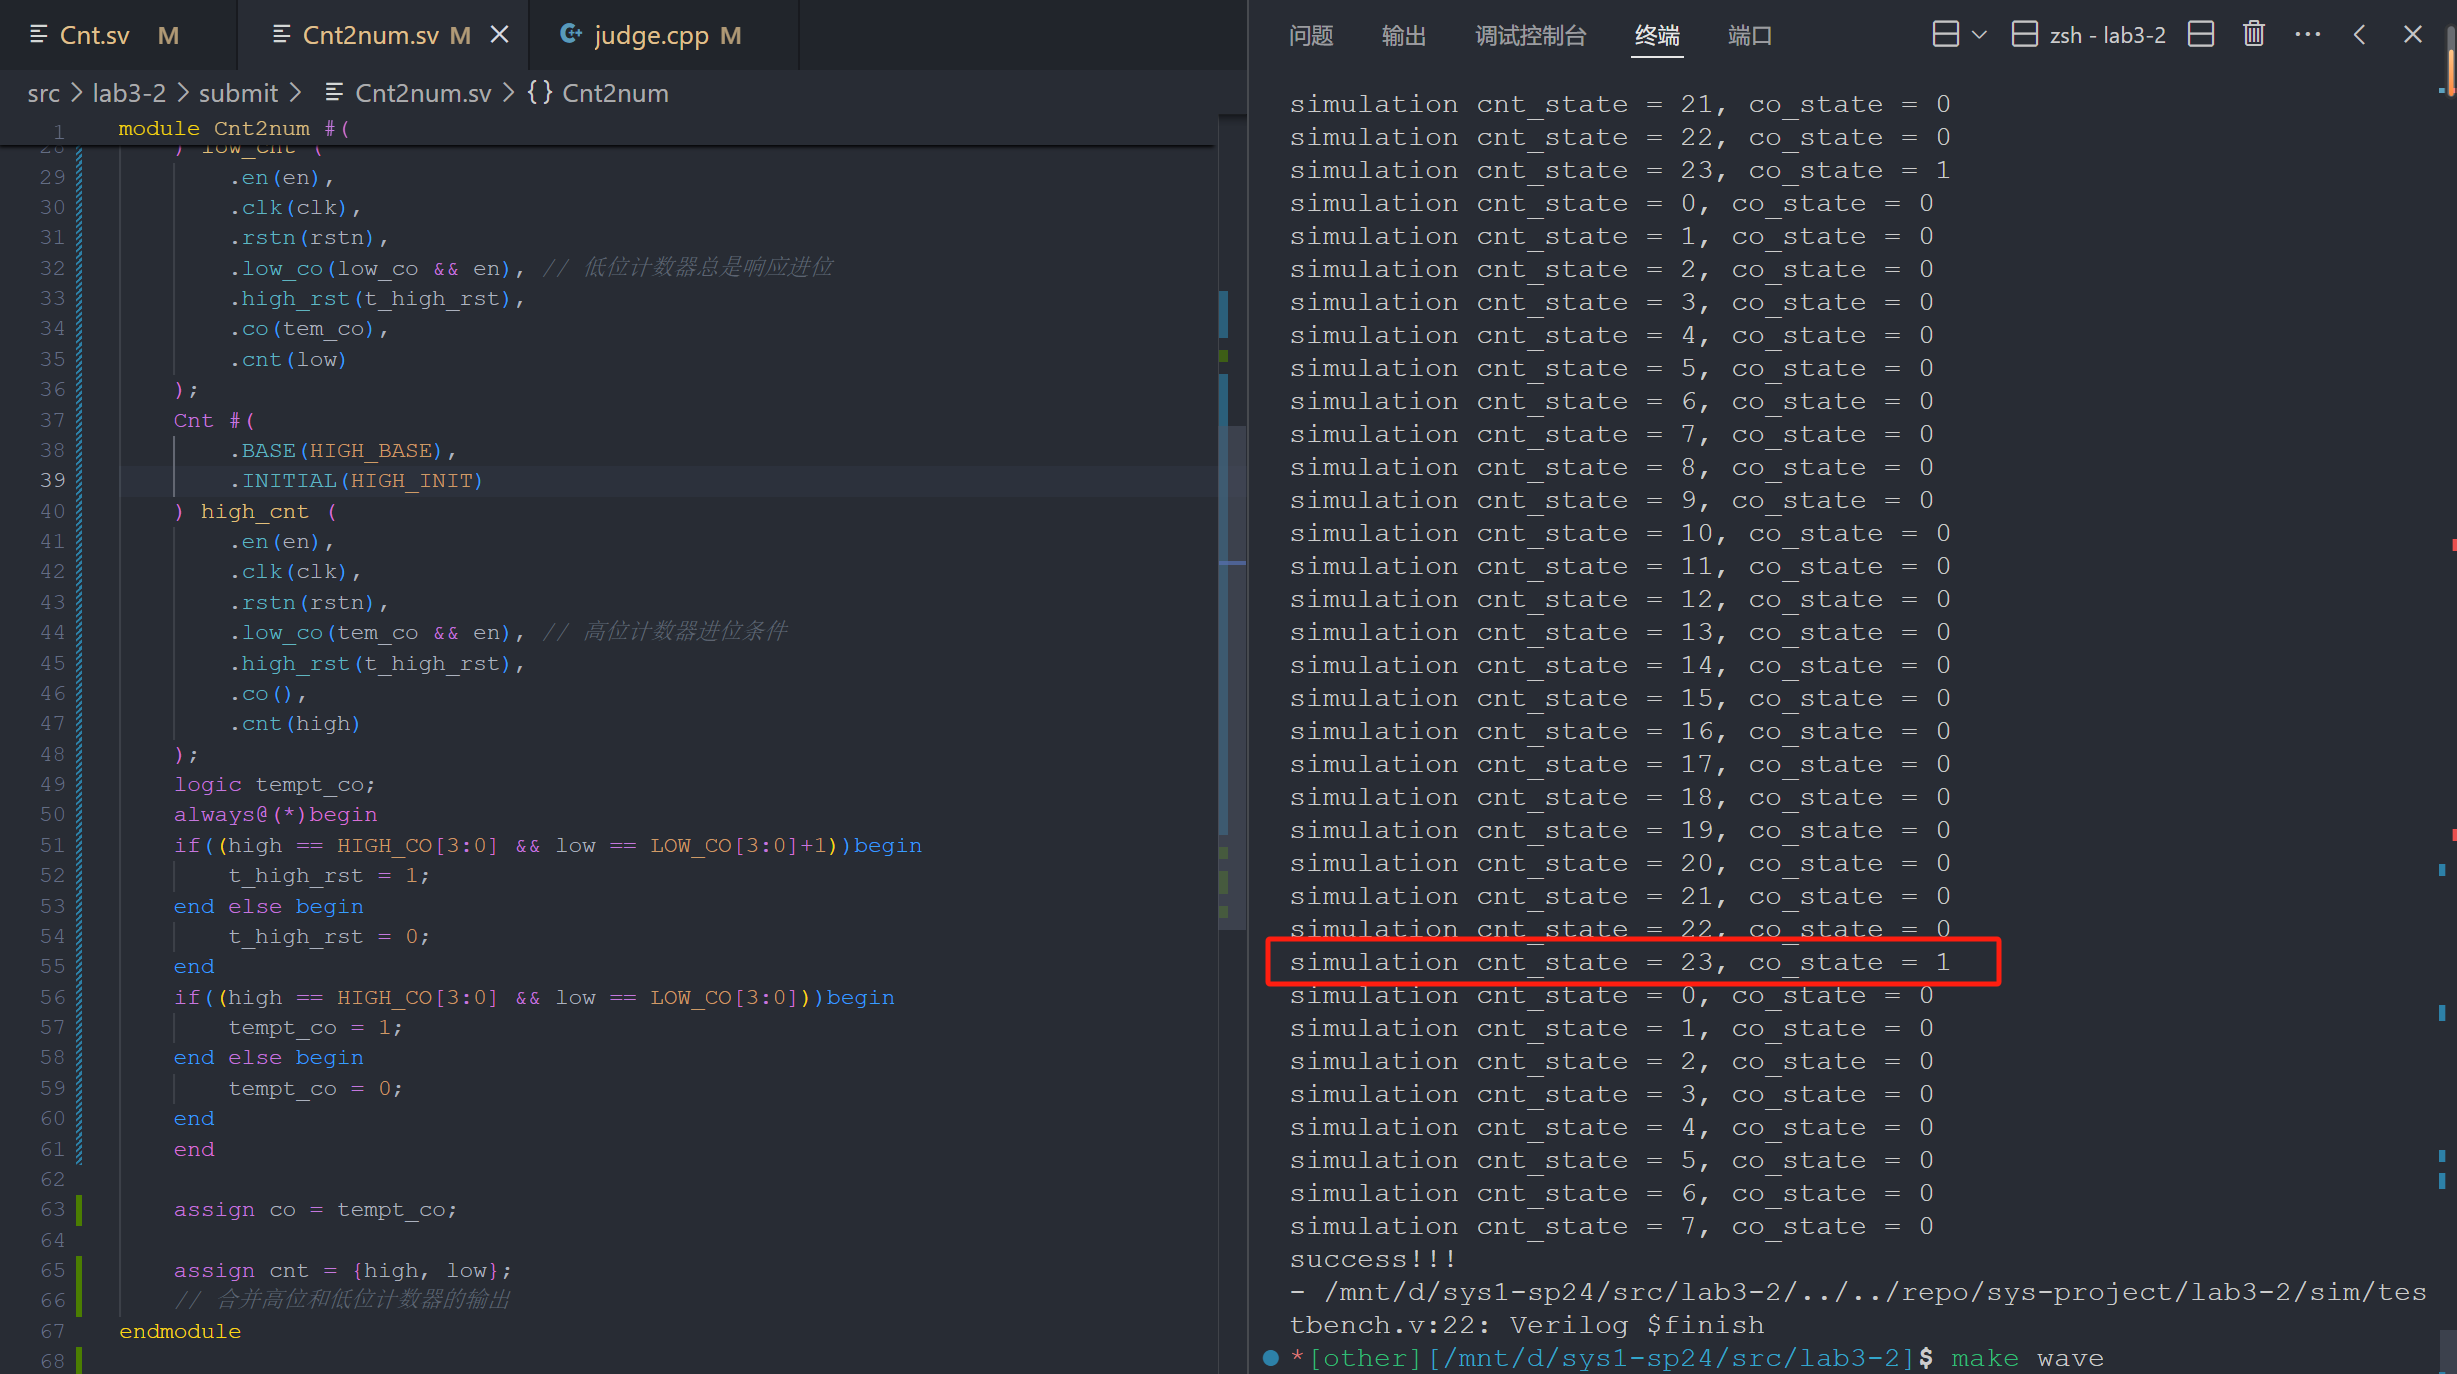 Cnt.sv M
Cnt2num.sv M
judge.cpp M
src > lab3-2 > submit > Cnt2num.sv > {} Cnt2num
1 module Cnt2num #(
28 ) low_cnt (
29 .en(en),
30 .clk(clk),
31 .rstn(rstn),
32 .low_co(low_co && en), // 低位计数器总是响应进位
33 .high_rst(t_high_rst),
34 .co(tem_co),
35 .cnt(low)
36 );
37 Cnt #(
38 .BASE(HIGH_BASE),
39 .INITIAL(HIGH_INIT)
40 ) high_cnt (
41 .en(en),
42 .clk(clk),
43 .rstn(rstn),
44 .low_co(tem_co && en), // 高位计数器进位条件
45 .high_rst(t_high_rst),
46 .co(),
47 .cnt(high)
48 );
49 logic tempt_co;
50 always@(*)begin
51 if((high == HIGH_CO[3:0] && low == LOW_CO[3:0]+1))begin
52 t_high_rst = 1;
53 end else begin
54 t_high_rst = 0;
55 end
56 if((high == HIGH_CO[3:0] && low == LOW_CO[3:0]))begin
57 tempt_co = 1;
58 end else begin
59 tempt_co = 0;
60 end
61 end
62
63 assign co = tempt_co;
64
65 assign cnt = {high, low};
66 // 合并高位和低位计数器的输出
67 endmodule
68
问题 输出 调试控制台 终端 端口 zsh - lab3-2
simulation cnt_state = 21, co_state = 0
simulation cnt_state = 22, co_state = 0
simulation cnt_state = 23, co_state = 1
simulation cnt_state = 0, co_state = 0
simulation cnt_state = 1, co_state = 0
simulation cnt_state = 2, co_state = 0
simulation cnt_state = 3, co_state = 0
simulation cnt_state = 4, co_state = 0
simulation cnt_state = 5, co_state = 0
simulation cnt_state = 6, co_state = 0
simulation cnt_state = 7, co_state = 0
simulation cnt_state = 8, co_state = 0
simulation cnt_state = 9, co_state = 0
simulation cnt_state = 10, co_state = 0
simulation cnt_state = 11, co_state = 0
simulation cnt_state = 12, co_state = 0
simulation cnt_state = 13, co_state = 0
simulation cnt_state = 14, co_state = 0
simulation cnt_state = 15, co_state = 0
simulation cnt_state = 16, co_state = 0
simulation cnt_state = 17, co_state = 0
simulation cnt_state = 18, co_state = 0
simulation cnt_state = 19, co_state = 0
simulation cnt_state = 20, co_state = 0
simulation cnt_state = 21, co_state = 0
simulation cnt_state = 22, co_state = 0
simulation cnt_state = 23, co_state = 1
simulation cnt_state = 0, co_state = 0
simulation cnt_state = 1, co_state = 0
simulation cnt_state = 2, co_state = 0
simulation cnt_state = 3, co_state = 0
simulation cnt_state = 4, co_state = 0
simulation cnt_state = 5, co_state = 0
simulation cnt_state = 6, co_state = 0
simulation cnt_state = 7, co_state = 0
success!!!
- /mnt/d/sys1-sp24/src/lab3-2/../../repo/sys-project/lab3-2/sim/tes
tbench.v:22: Verilog $finish
*[other][/mnt/d/sys1-sp24/src/lab3-2]$ make wave